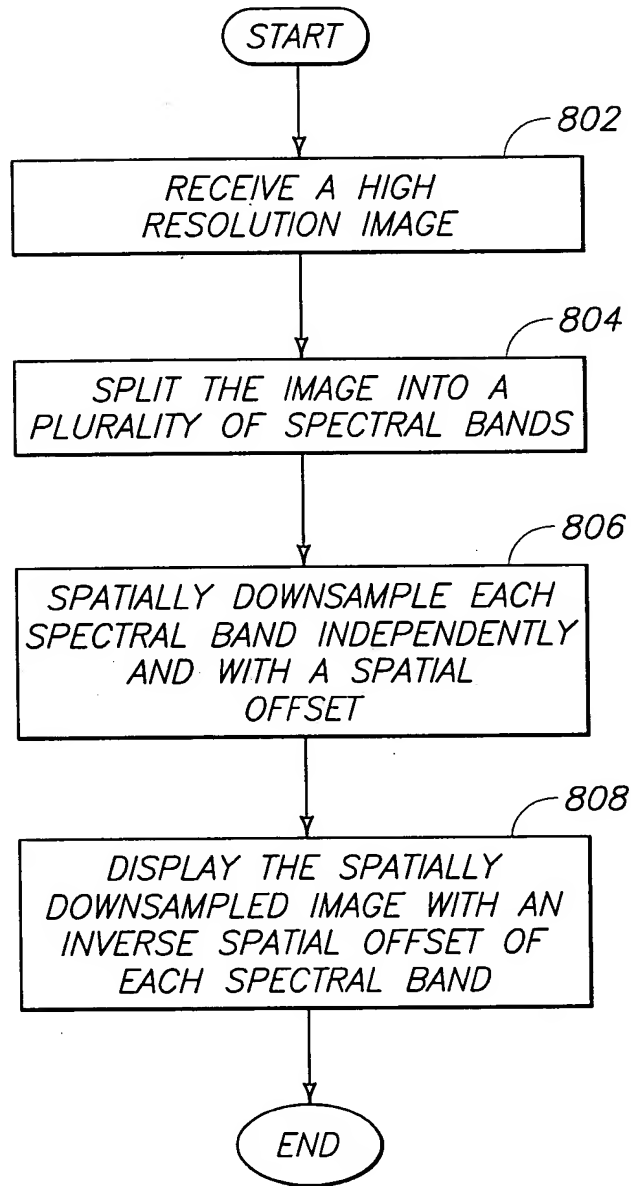 START
802
RECEIVE A HIGH
RESOLUTION IMAGE
804
SPLIT THE IMAGE INTO A
PLURALITY OF SPECTRAL BANDS
806
SPATIALLY DOWNSAMPLE EACH
SPECTRAL BAND INDEPENDENTLY
AND WITH A SPATIAL
OFFSET
808
DISPLAY THE SPATIALLY
DOWNSAMPLED IMAGE WITH AN
INVERSE SPATIAL OFFSET OF
EACH SPECTRAL BAND
END